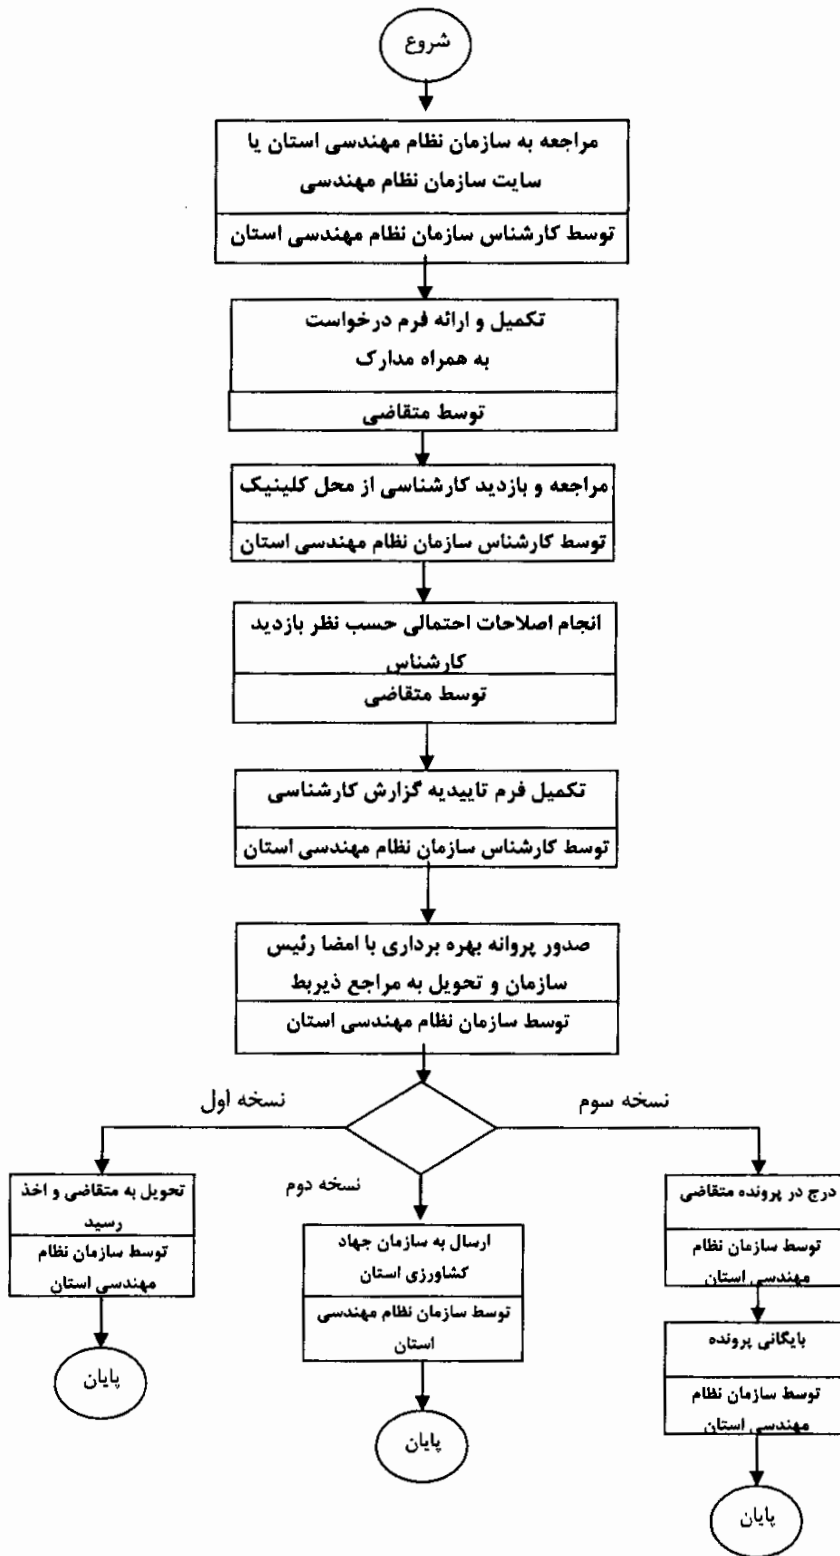 شروع
مراجعه به سازمان نظام مهندسی استان یا
سایت سازمان نظام مهندسی
توسط کارشناس سازمان نظام مهندسی استان
تکمیل و ارائه فرم درخواست
به همراه مدارک
توسط متقاضی
مراجعه و بازدید کارشناسی از محل کلینیک
توسط کارشناس سازمان نظام مهندسی استان
انجام اصلاحات احتمالی حسب نظر بازدید
کارشناس
توسط متقاضی
تکمیل فرم تاییدیه گزارش کارشناسی
توسط کارشناس سازمان نظام مهندسی استان
صدور پروانه بهره برداری با امضا رئیس
سازمان و تحویل به مراجع ذیربط
توسط سازمان نظام مهندسی استان
نسخه سوم
درج در پرونده متقاضی
توسط سازمان نظام
مهندسی استان
بایگانی پرونده
توسط سازمان نظام
مهندسی استان
پایان
نسخه دوم
ارسال به سازمان جهاد
کشاورزی استان
توسط سازمان نظام مهندسی
استان
پایان
نسخه اول
تحویل به متقاضی و اخذ
رسید
توسط سازمان نظام
مهندسی استان
پایان